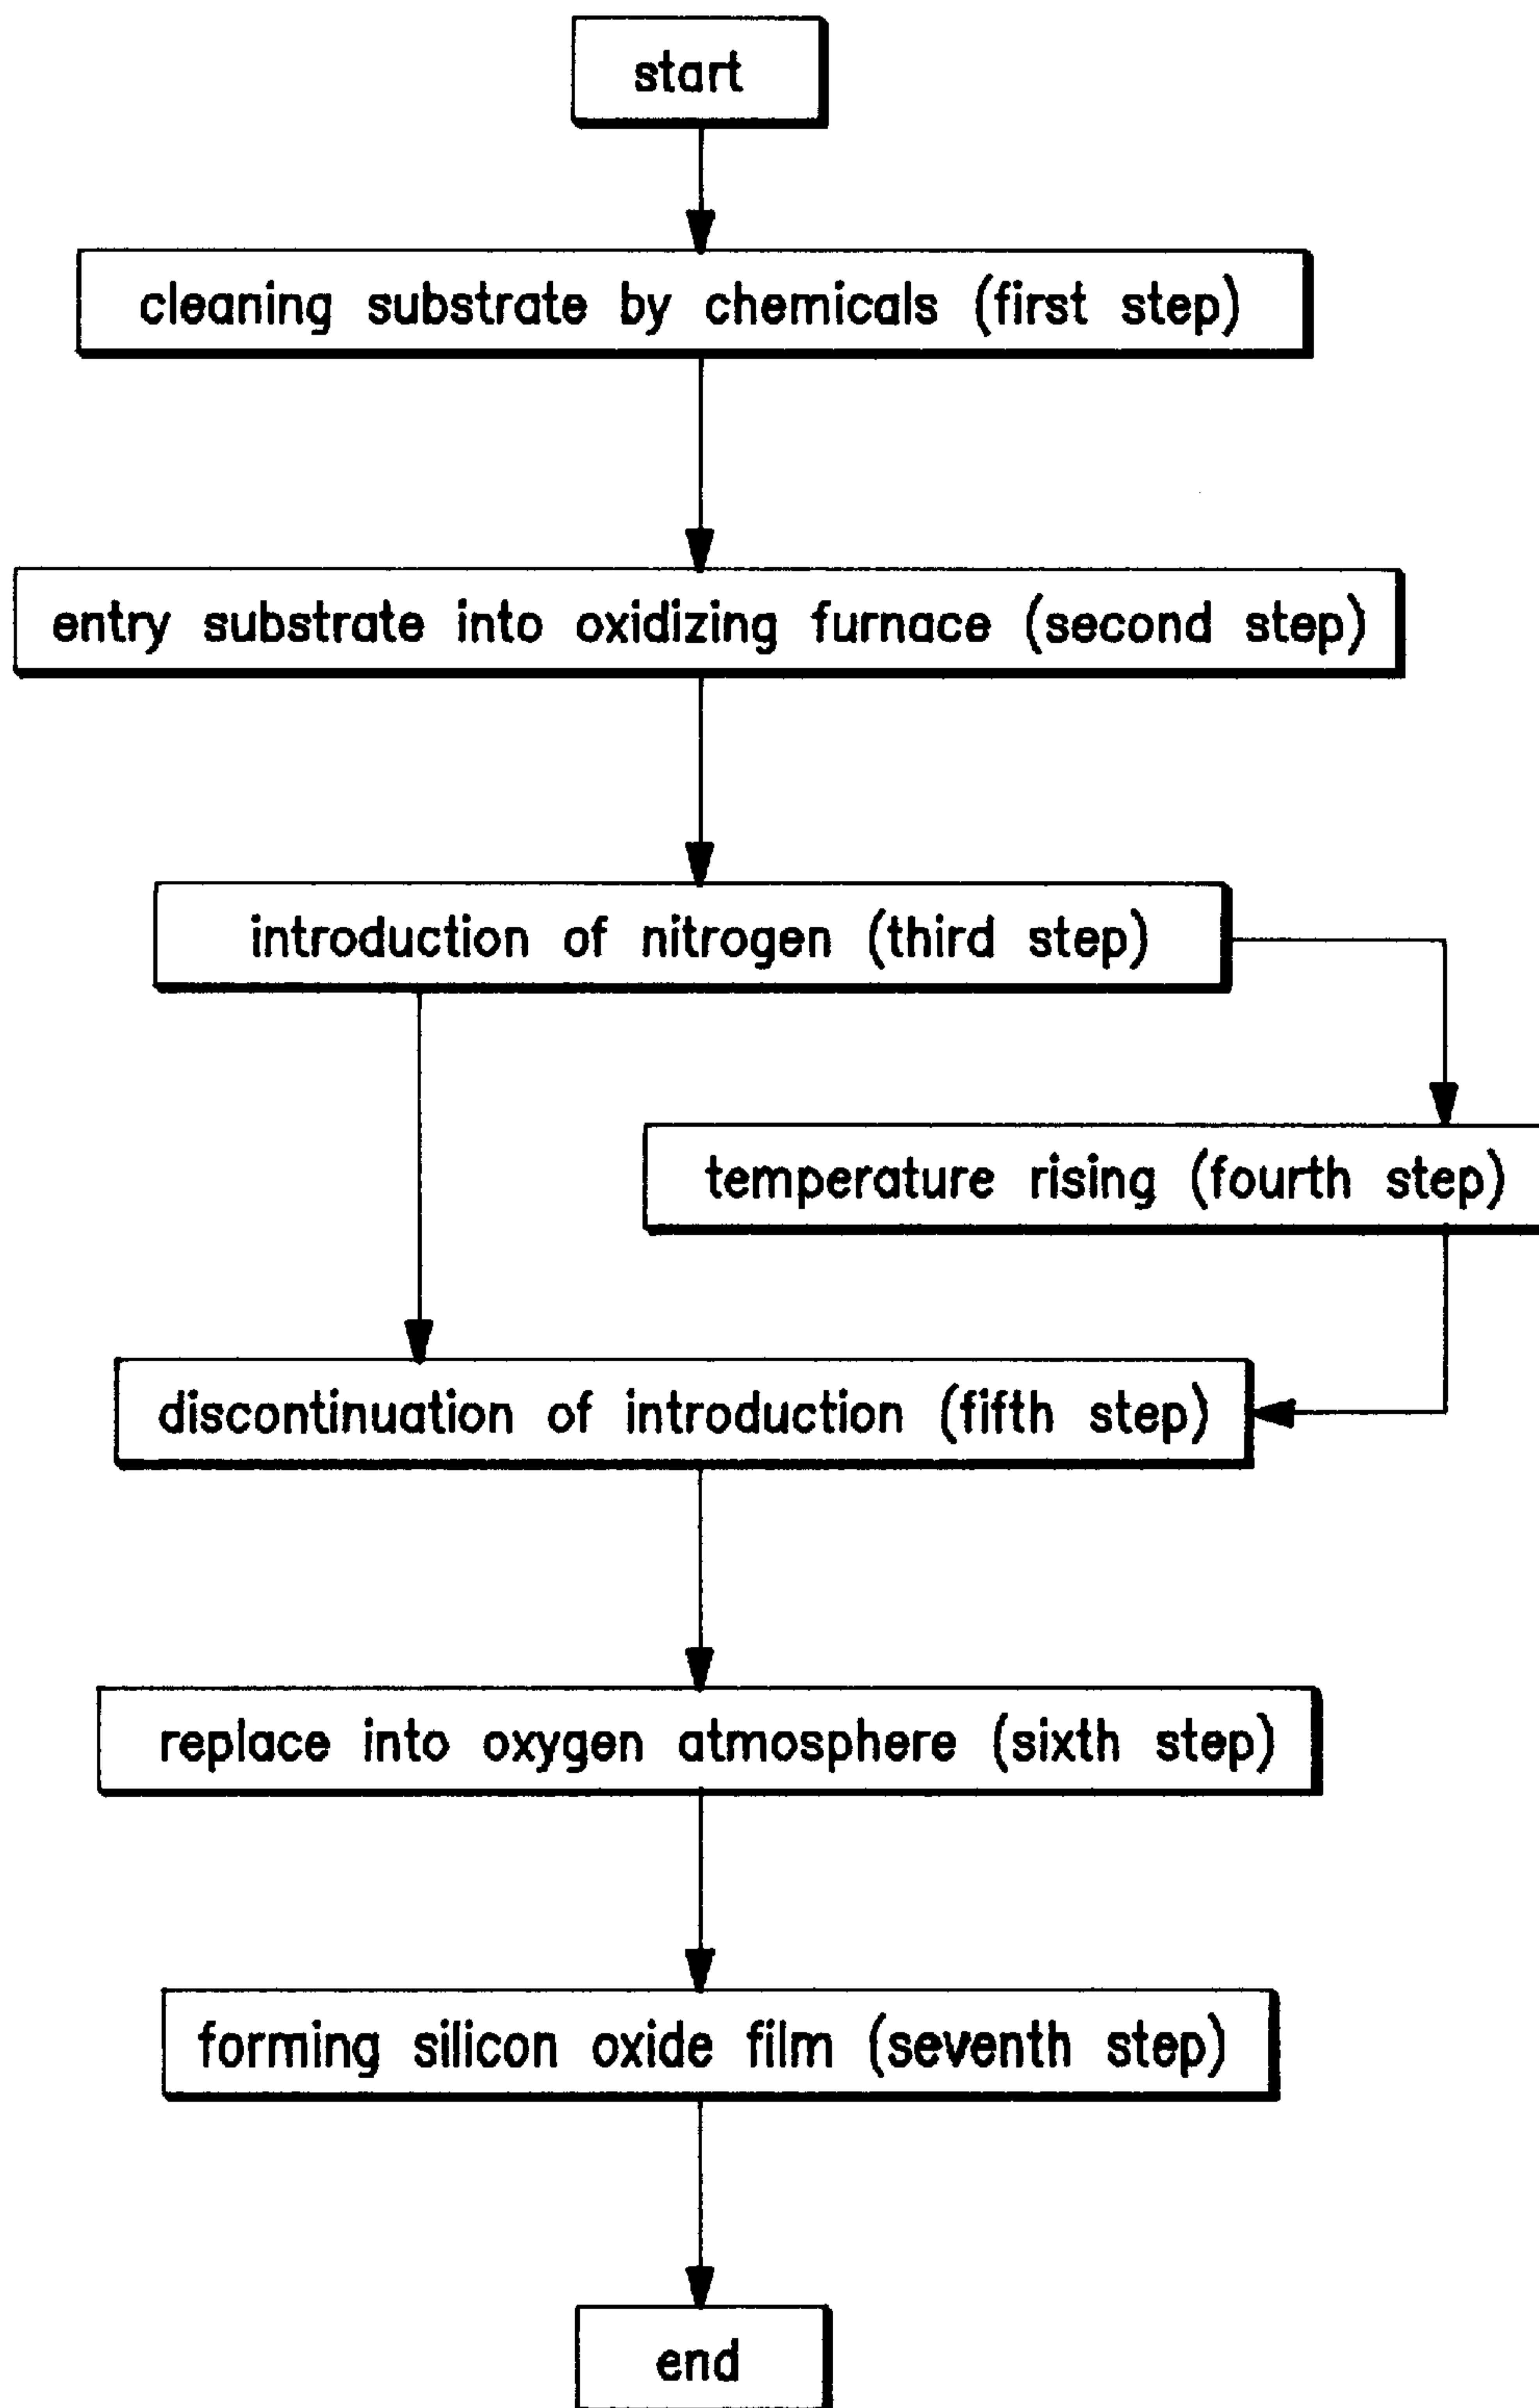 start
cleaning substrate by chemicals (first step)
entry substrate into oxidizing furnace (second step)
introduction of nitrogen (third step)
temperature rising (fourth step)
discontinuation of introduction (fifth step)
replace into oxygen atmosphere (sixth step)
forming silicon oxide film (seventh step)
end